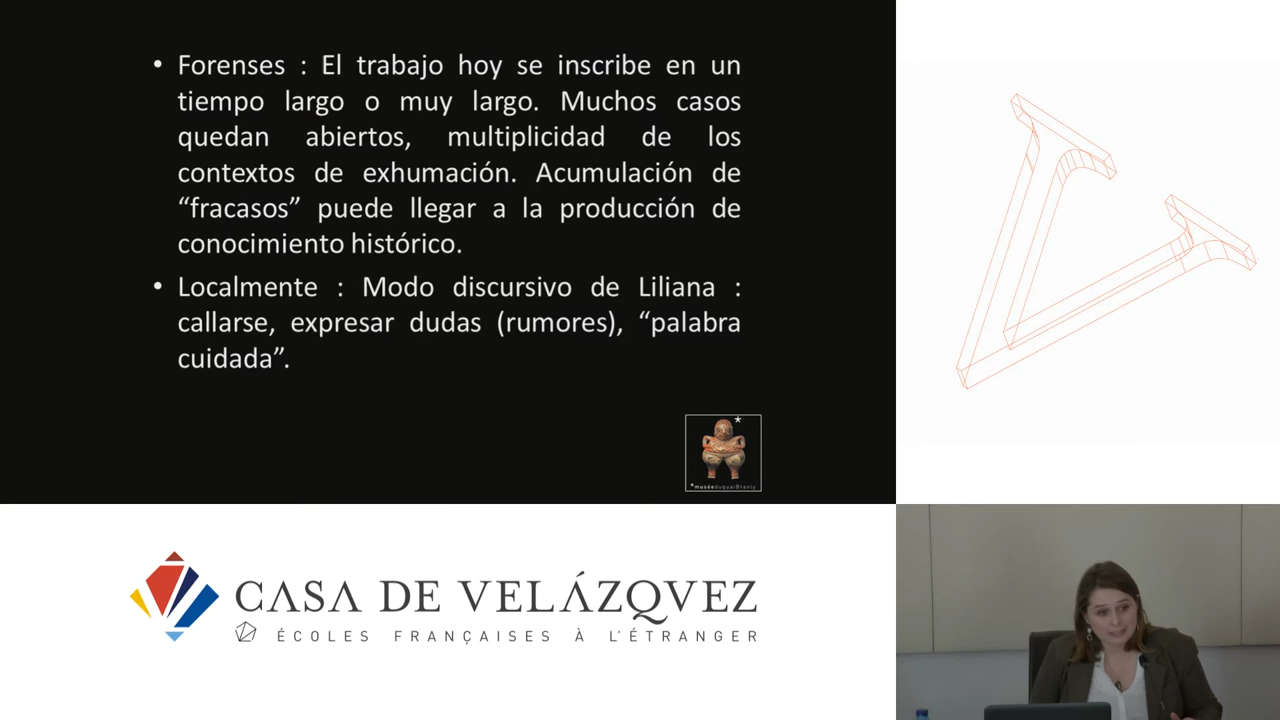 • Forenses : El trabajo hoy se inscribe en un
tiempo largo o muy largo. Muchos casos
quedan abiertos, multiplicidad de los
contextos de exhumación. Acumulación de
“fracasos” puede llegar a la producción de
conocimiento histórico.
• Localmente : Modo discursivo de Liliana :
callarse, expresar dudas (rumores), “palabra
cuidada”.
*
*muséeduquaiBranly
CASA DE VELÁZQVEZ
ÉCOLES FRANÇAISES À L'ÉTRANGER